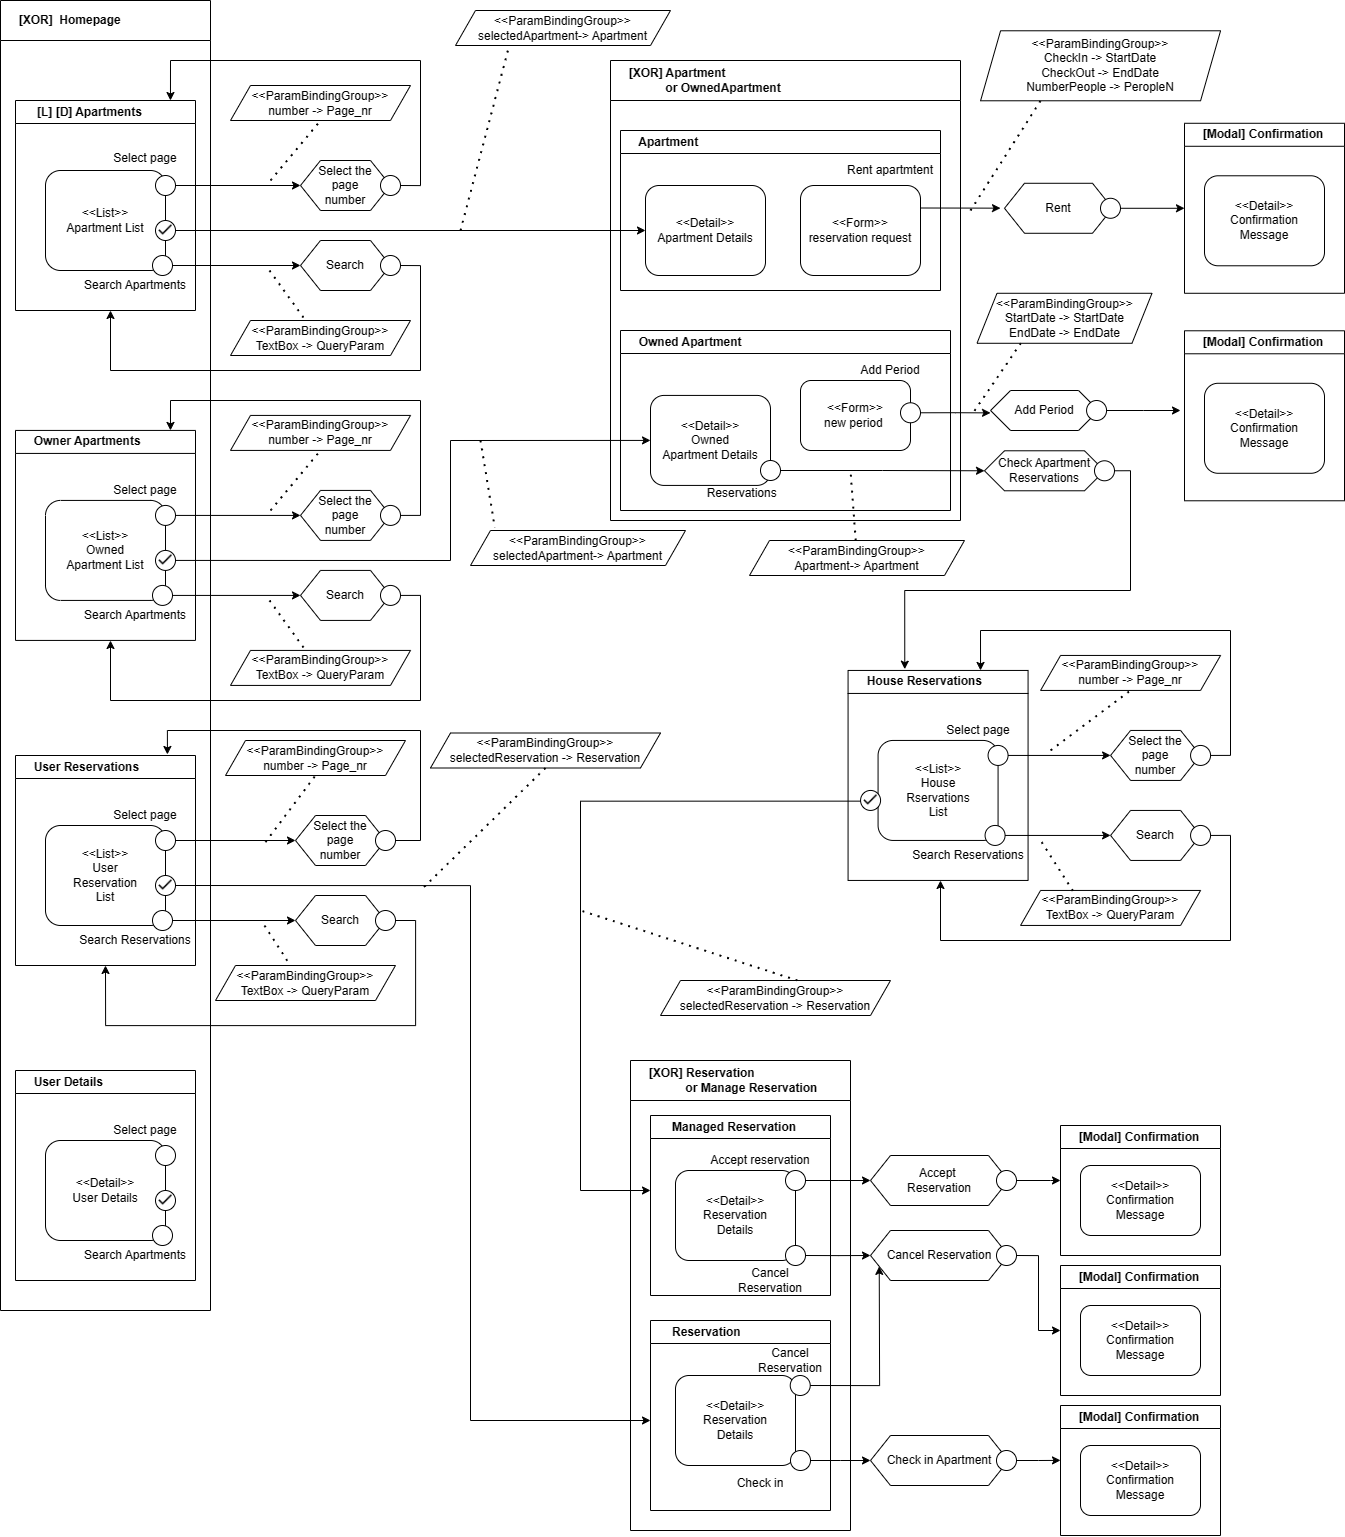 [XOR] Homepage
<<ParamBindingGroup>>
selectedApartment-> Apartment
<<ParamBindingGroup>>
CheckIn -> StartDate
CheckOut -> EndDate
NumberPeople -> PeropleN
[XOR] Apartment
or OwnedApartment
[L] [D] Apartments
<<ParamBindingGroup>>
number -> Page_nr
Select page
<<List>>
Apartment List
Search Apartments
Select the
page
number
Search
<<ParamBindingGroup>>
TextBox -> QueryParam
Apartment
Rent apartmtent
<<Detail>>
Apartment Details
<<Form>>
reservation request
Rent
[Modal] Confirmation
<<Detail>>
Confirmation
Message
<<ParamBindingGroup>>
StartDate -> StartDate
EndDate -> EndDate
Owned Apartment
Add Period
<<Detail>>
Owned
Apartment Details
<<Form>>
new period
Reservations
Add Period
Check Apartment
Reservations
[Modal] Confirmation
<<Detail>>
Confirmation
Message
Owner Apartments
<<ParamBindingGroup>>
number -> Page_nr
Select page
<<List>>
Owned
Apartment List
Search Apartments
Select the
page
number
Search
<<ParamBindingGroup>>
TextBox -> QueryParam
<<ParamBindingGroup>>
selectedApartment-> Apartment
<<ParamBindingGroup>>
Apartment-> Apartment
House Reservations
<<ParamBindingGroup>>
number -> Page_nr
Select page
<<List>>
House
Rservations
List
Search Reservations
Select the
page
number
Search
<<ParamBindingGroup>>
TextBox -> QueryParam
User Reservations
<<ParamBindingGroup>>
number -> Page_nr
<<ParamBindingGroup>>
selectedReservation -> Reservation
Select page
<<List>>
User
Reservation
List
Search Reservations
Select the
page
number
Search
<<ParamBindingGroup>>
TextBox -> QueryParam
<<ParamBindingGroup>>
selectedReservation -> Reservation
User Details
Select page
<<Detail>>
User Details
Search Apartments
[XOR] Reservation
or Manage Reservation
Managed Reservation
Accept reservation
<<Detail>>
Reservation
Details
Cancel
Reservation
Accept
Reservation
Cancel Reservation
[Modal] Confirmation
<<Detail>>
Confirmation
Message
[Modal] Confirmation
<<Detail>>
Confirmation
Message
Reservation
Cancel
Reservation
<<Detail>>
Reservation
Details
Check in
Check in Apartment
[Modal] Confirmation
<<Detail>>
Confirmation
Message